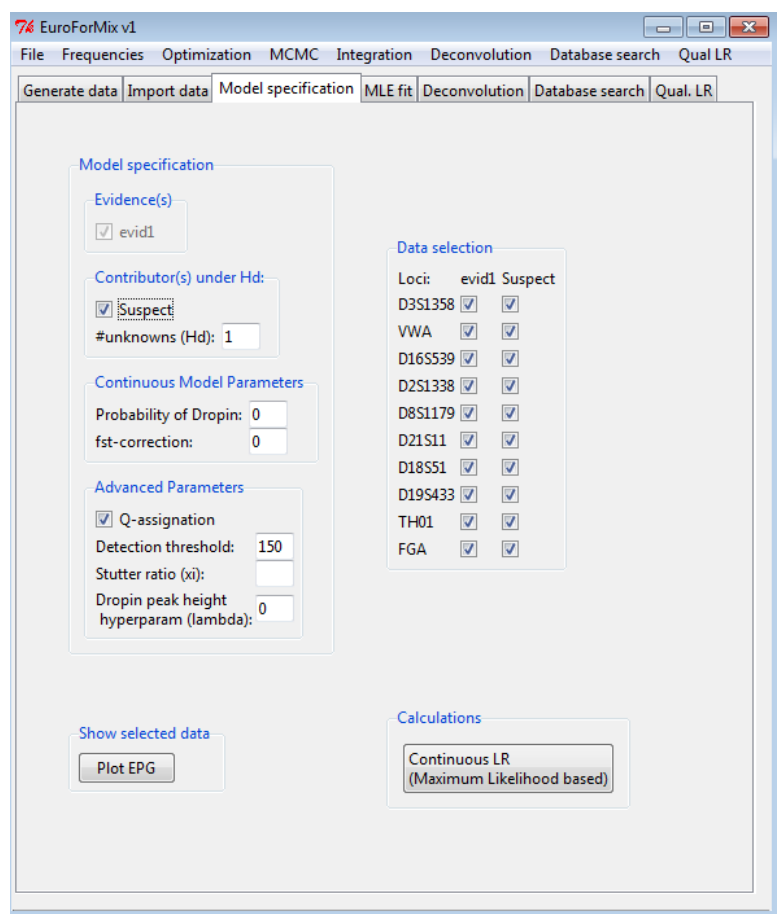 EuroForMix v1
File Frequencies Optimization MCMC Integration Deconvolution Database search Qual LR
Generate data Import data Model specification MLE fit Deconvolution Database search Qual. LR
Model specification
Evidence(s)
evid1
Contributor(s) under Hd:
Suspect
#unknowns (Hd): 1
Continuous Model Parameters
Probability of Dropin: 0
fst-correction: 0
Advanced Parameters
Q-assignation
Detection threshold: 150
Stutter ratio (xi):
Dropin peak height
hyperparam (lambda): 0
Data selection
Loci: evid1 Suspect
D3S1358
VWA
D16S539
D2S1338
D8S1179
D21S11
D18S51
D19S433
TH01
FGA
Show selected data
Plot EPG
Calculations
Continuous LR
(Maximum Likelihood based)